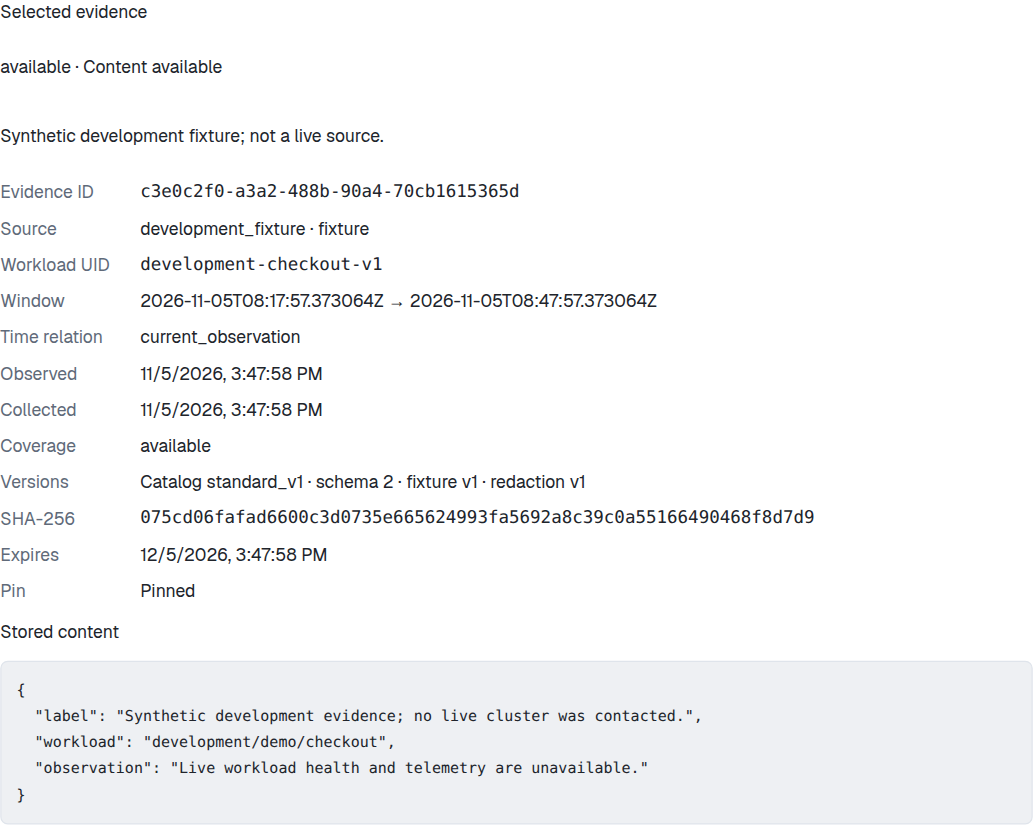 Selected evidence
available · Content available
Synthetic development fixture; not a live source.
Evidence ID c3e0c2f0-a3a2-488b-90a4-70cb1615365d
Source development_fixture · fixture
Workload UID development-checkout-v1
Window 2026-11-05T08:17:57.373064Z → 2026-11-05T08:47:57.373064Z
Time relation current_observation
Observed 11/5/2026, 3:47:58 PM
Collected 11/5/2026, 3:47:58 PM
Coverage available
Versions Catalog standard_v1 · schema 2 · fixture v1 · redaction v1
SHA-256 075cd06fafad6600c3d0735e665624993fa5692a8c39c0a55166490468f8d7d9
Expires 12/5/2026, 3:47:58 PM
Pin Pinned
Stored content
{
  "label": "Synthetic development evidence; no live cluster was contacted.",
  "workload": "development/demo/checkout",
  "observation": "Live workload health and telemetry are unavailable."
}